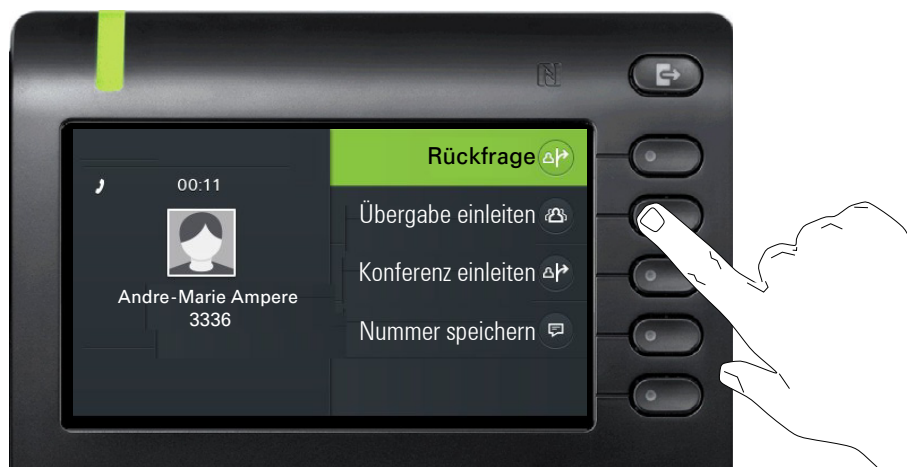 00:11
Andre-Marie Ampere
3336
Rückfrage
Übergabe einleiten
Konferenz einleiten
Nummer speichern